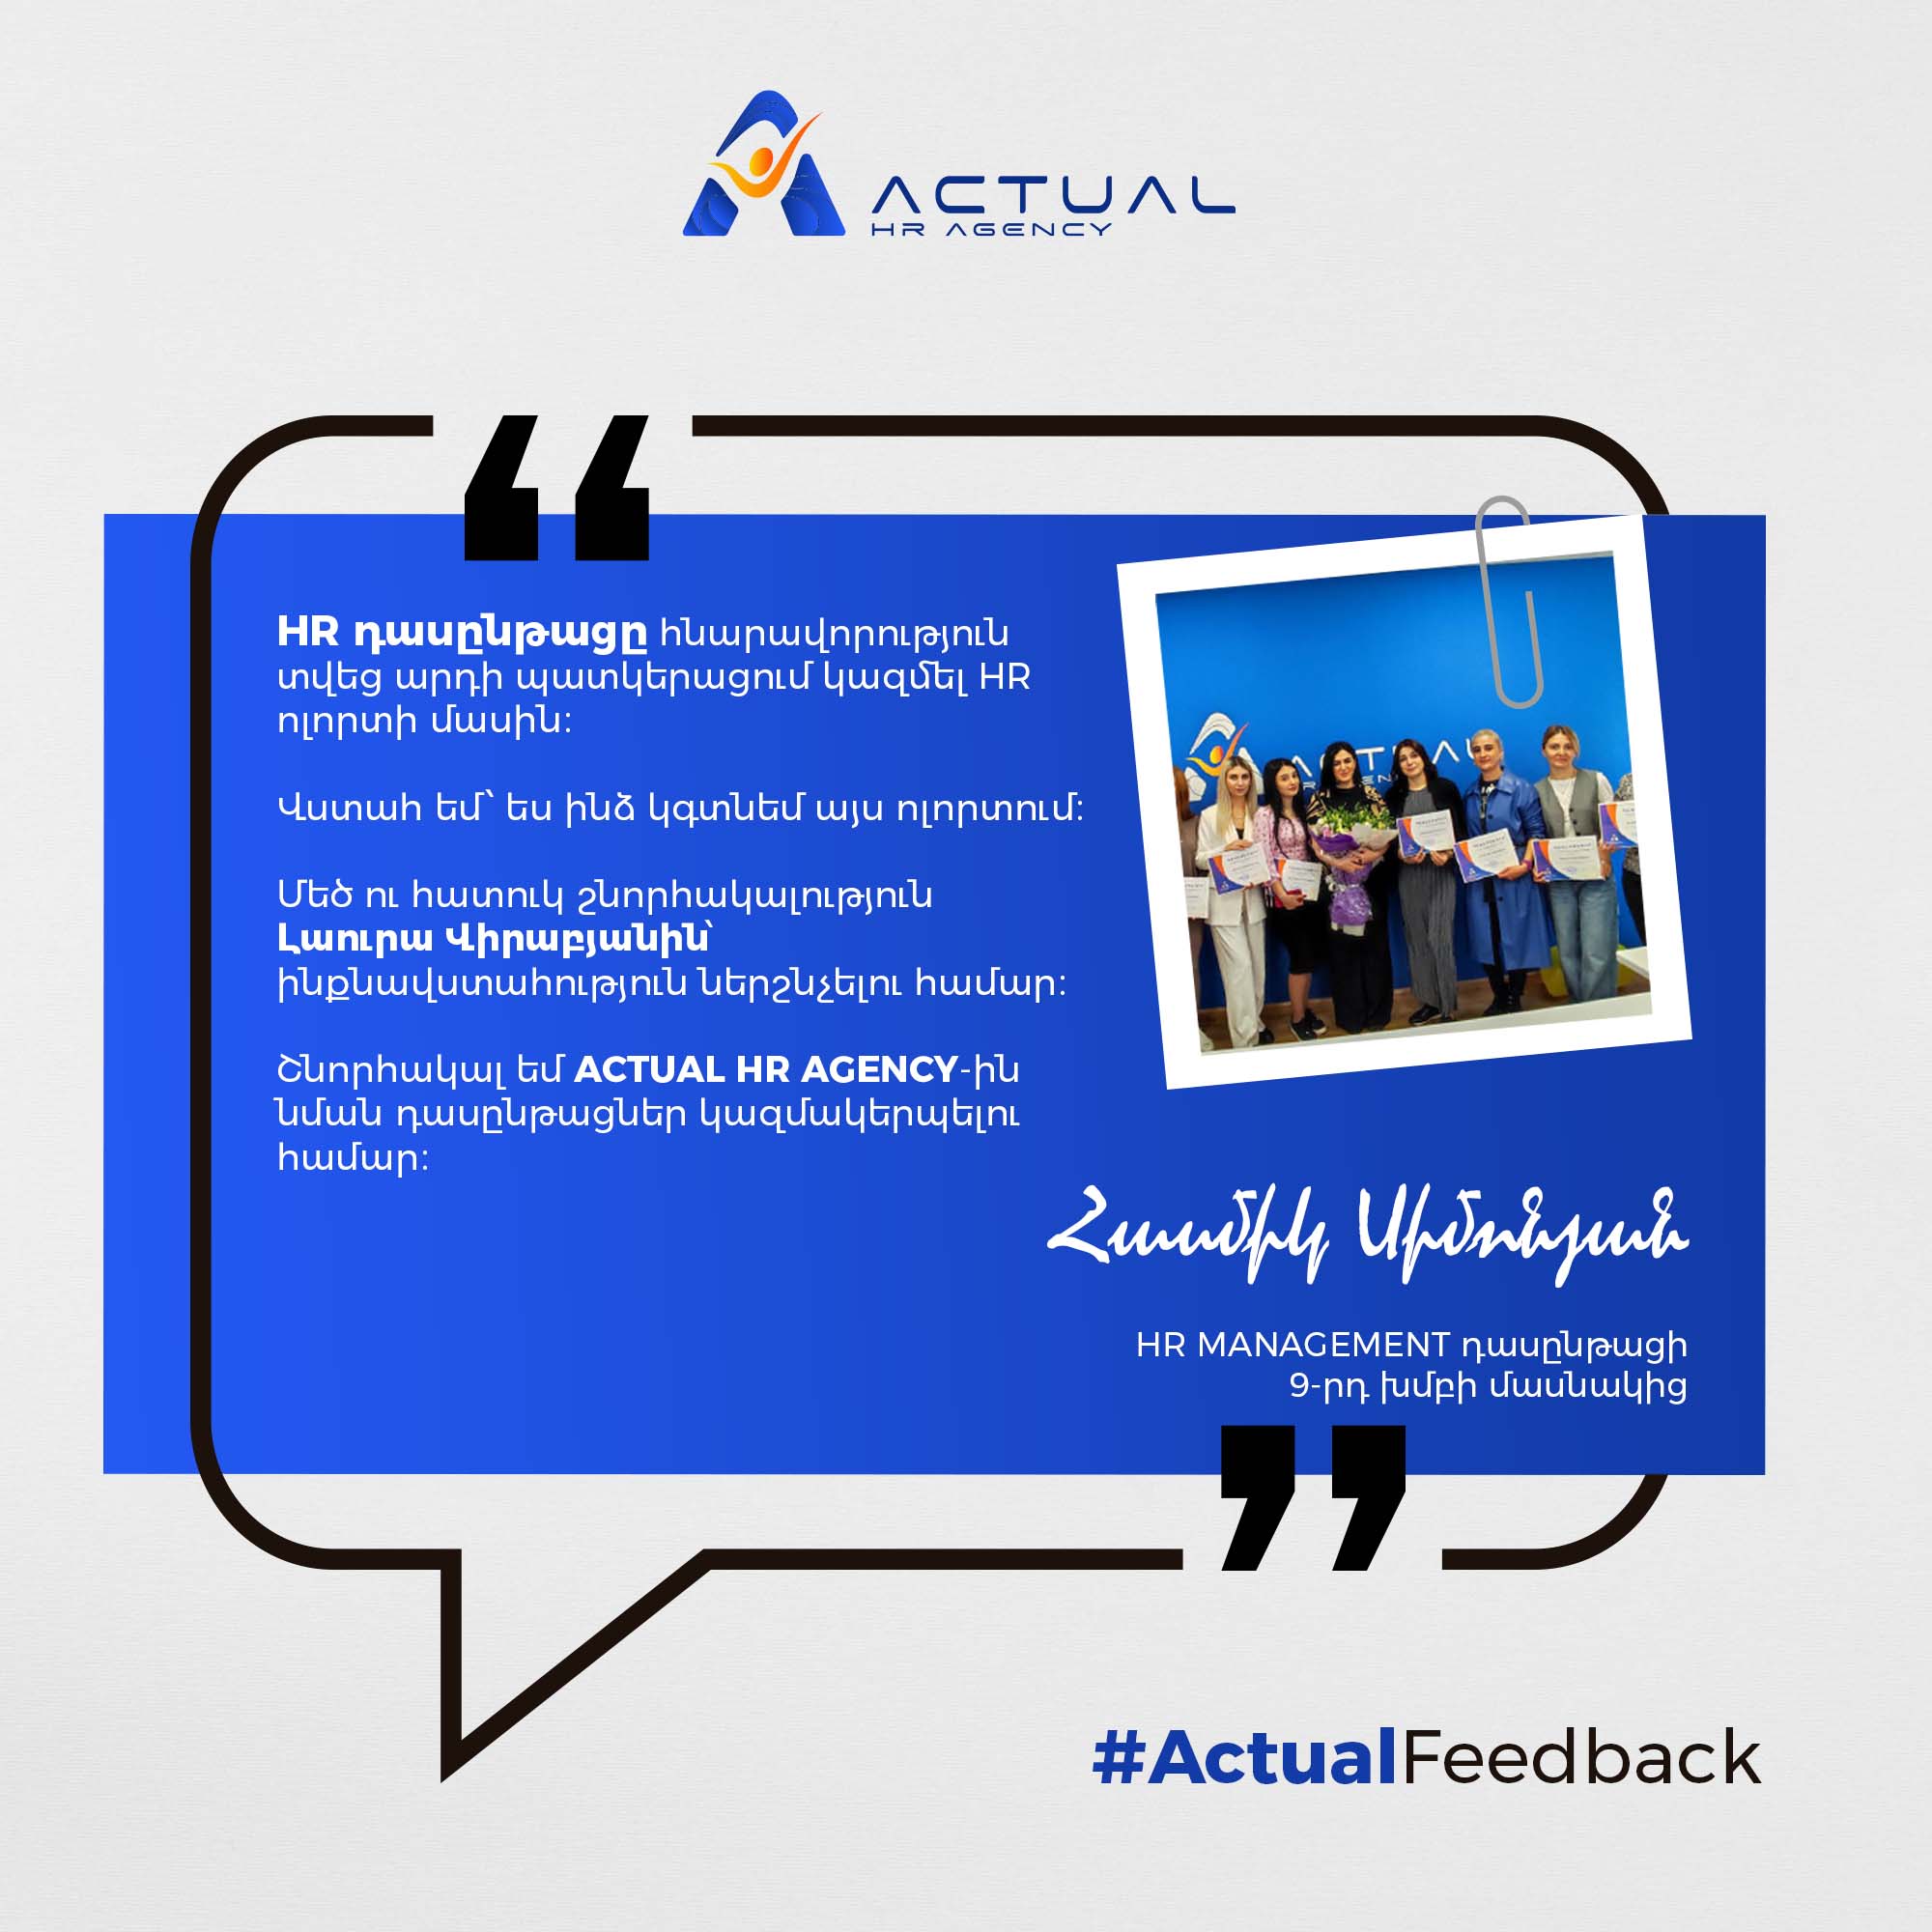 ACTUAL
HR AGENCY
HR դասընթացը հնարավորություն
տվեց արդի պատկերացում կազմել HR
ոլորտի մասին:
Վստահ եմ՝ ես ինձ կգտնեմ այս ոլորտում:
Մեծ ու հատուկ շնորհակալություն
Լաուրա Վիրաբյանին՝
ինքնավստահություն ներշնչելու համար:
Շնորհակալ եմ ACTUAL HR AGENCY-ին
նման դասընթացներ կազմակերպելու
համար:
Հասմիկ Սիմոնյան
HR MANAGEMENT դասընթացի
9-րդ խմբի մասնակից
#ActualFeedback